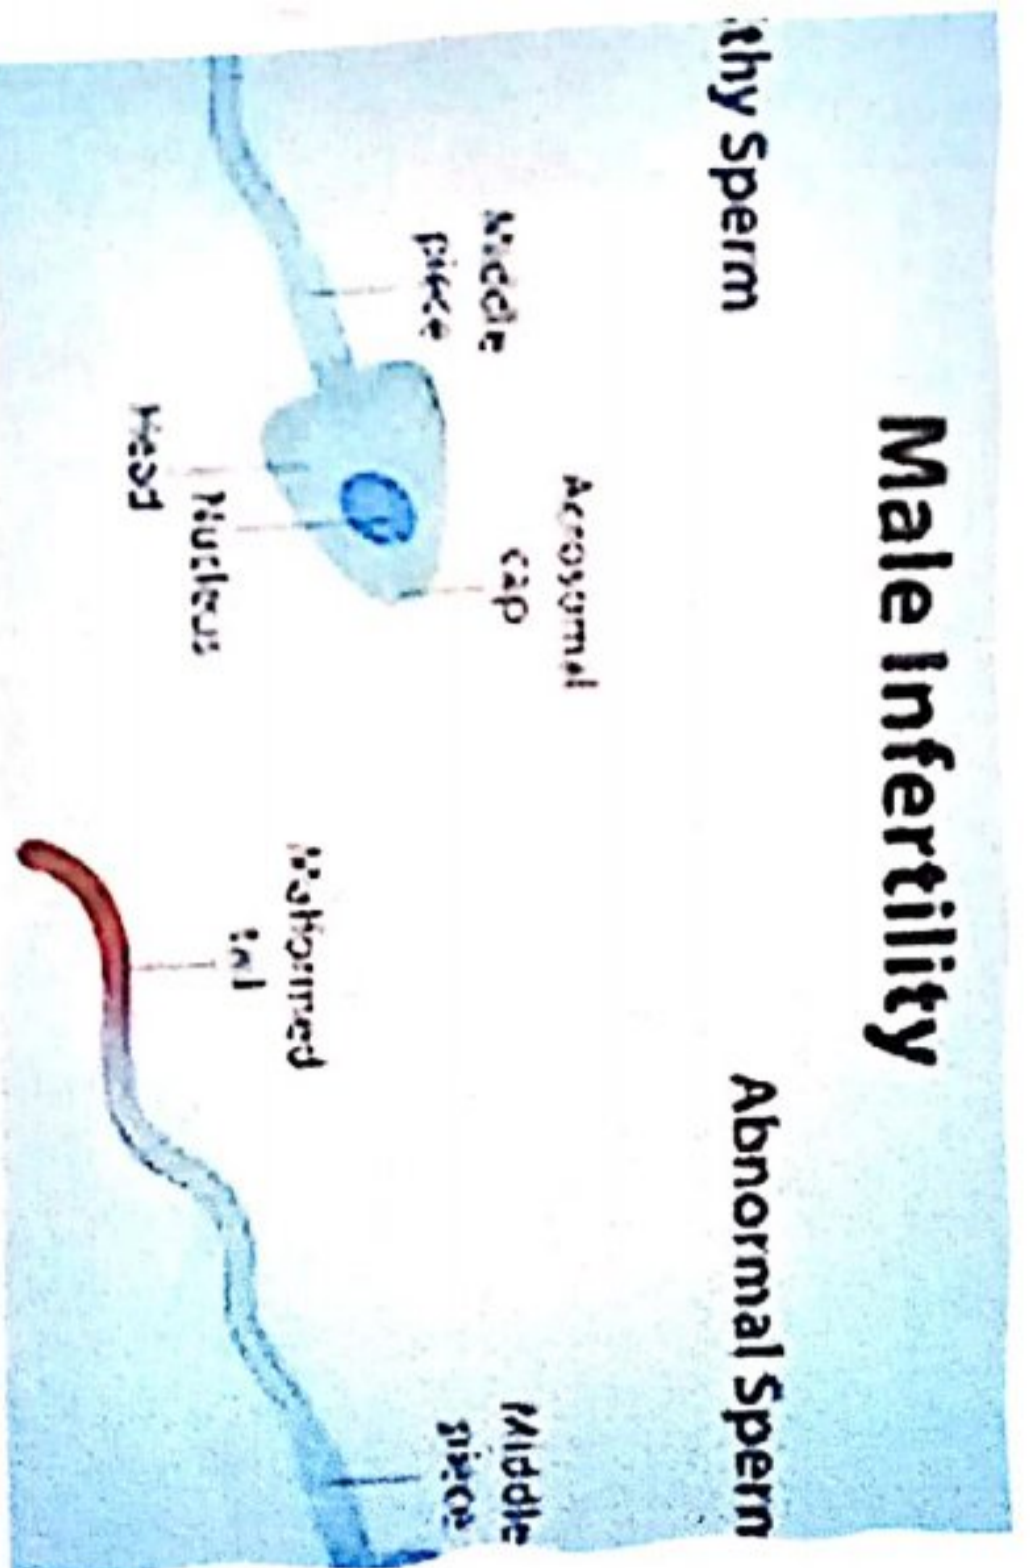 Male Infertility
thy Sperm
Abnormal Sperm
Middle
piece
Acrosomal
cap
Head
Nucleus
Malformed
tail
Middle
piece